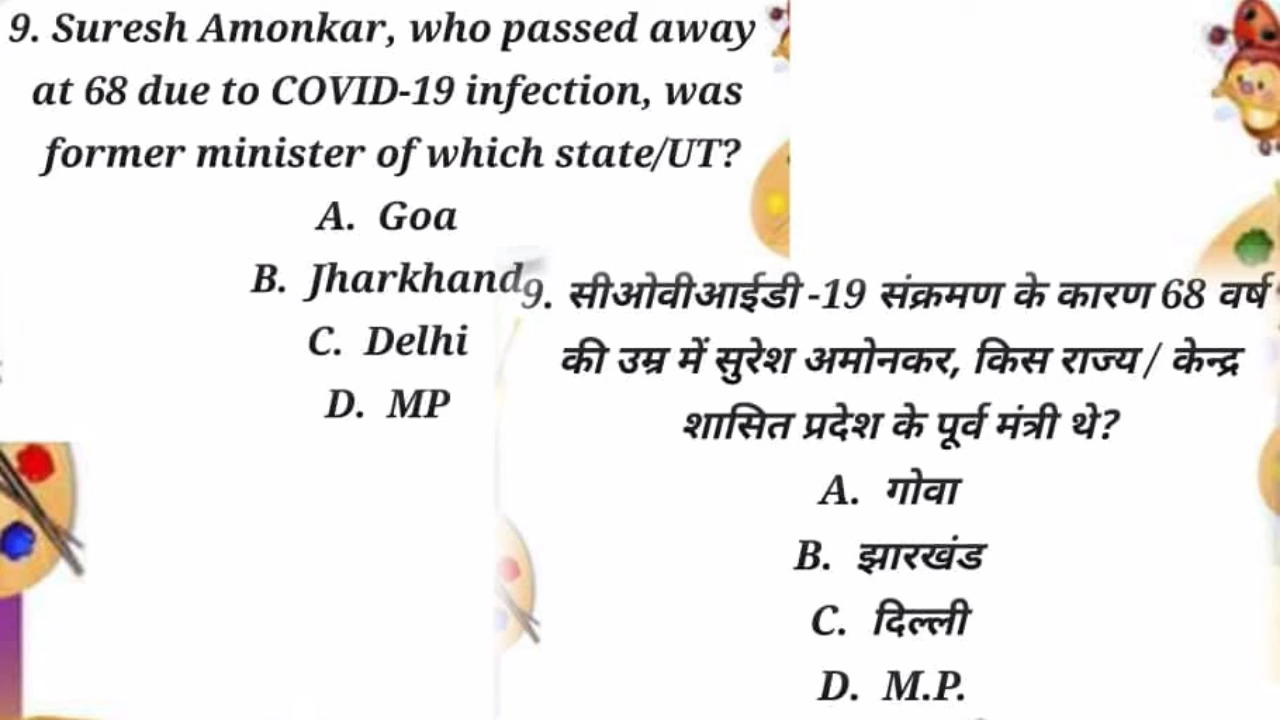 9. Suresh Amonkar, who passed away
at 68 due to COVID-19 infection, was
former minister of which state/UT?
A. Goa
B. Jharkhand
C. Delhi
D. MP
9. सीओवीआईडी -19 संक्रमण के कारण 68 वर्ष
की उम्र में सुरेश अमोनकर, किस राज्य / केन्द्र
शासित प्रदेश के पूर्व मंत्री थे?
A. गोवा
B. झारखंड
C. दिल्ली
D. M.P.